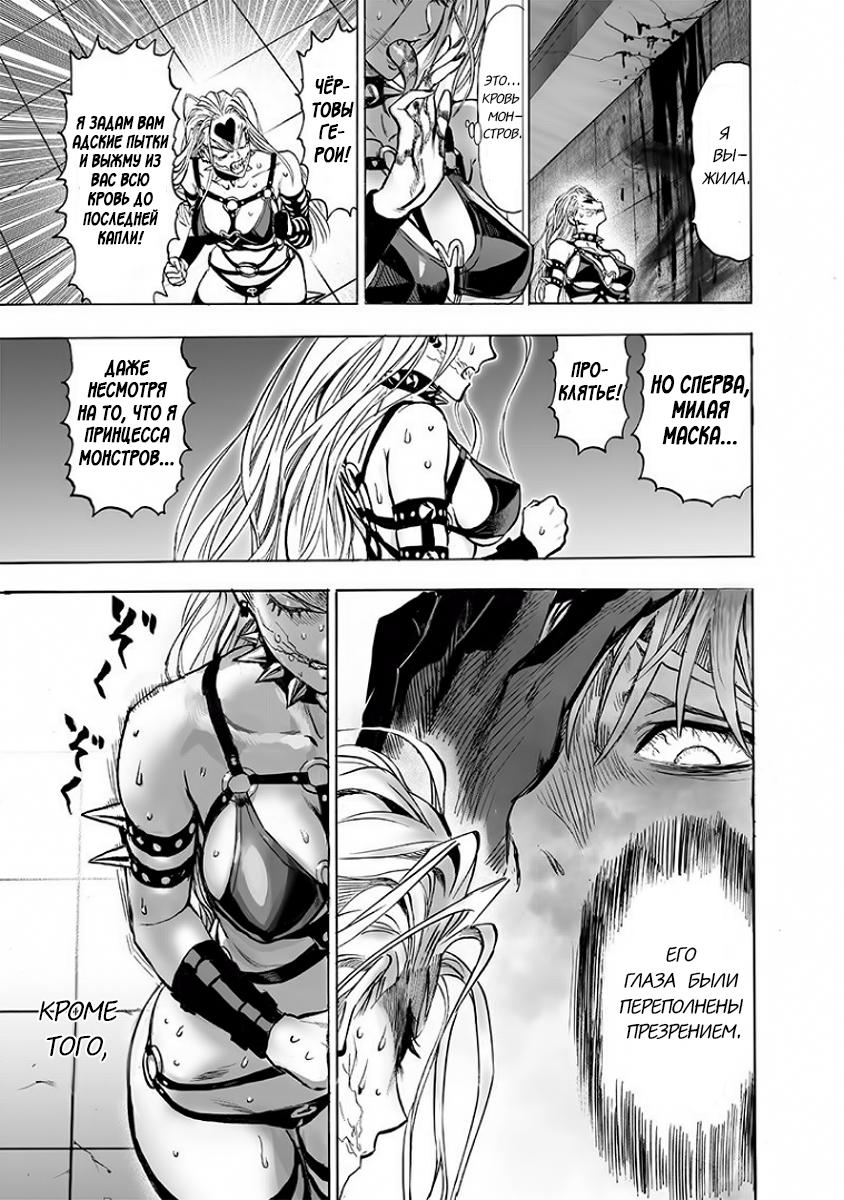 Я
ВЫ-
ЖИЛА.
ЭТО...
КРОВЬ
МОН-
СТРОВ.
ЧЁР-
ТОВЫ
ГЕ-
РОИ!
Я ЗАДАМ ВАМ
АДСКИЕ ПЫТКИ
И ВЫЖМУ ИЗ
ВАС ВСЮ
КРОВЬ ДО
ПОСЛЕДНЕЙ
КАПЛИ!
НО СПЕРВА,
МИЛАЯ
МАСКА...
ПРО-
КЛЯТЬЕ!
ДАЖЕ
НЕСМОТРЯ
НА ТО, ЧТО Я
ПРИНЦЕССА
МОНСТРОВ...
ЕГО
ГЛАЗА БЫЛИ
ПЕРЕПОЛНЕНЫ
ПРЕЗРЕНИЕМ.
ぞくぞく
КРОМЕ
ТОГО,